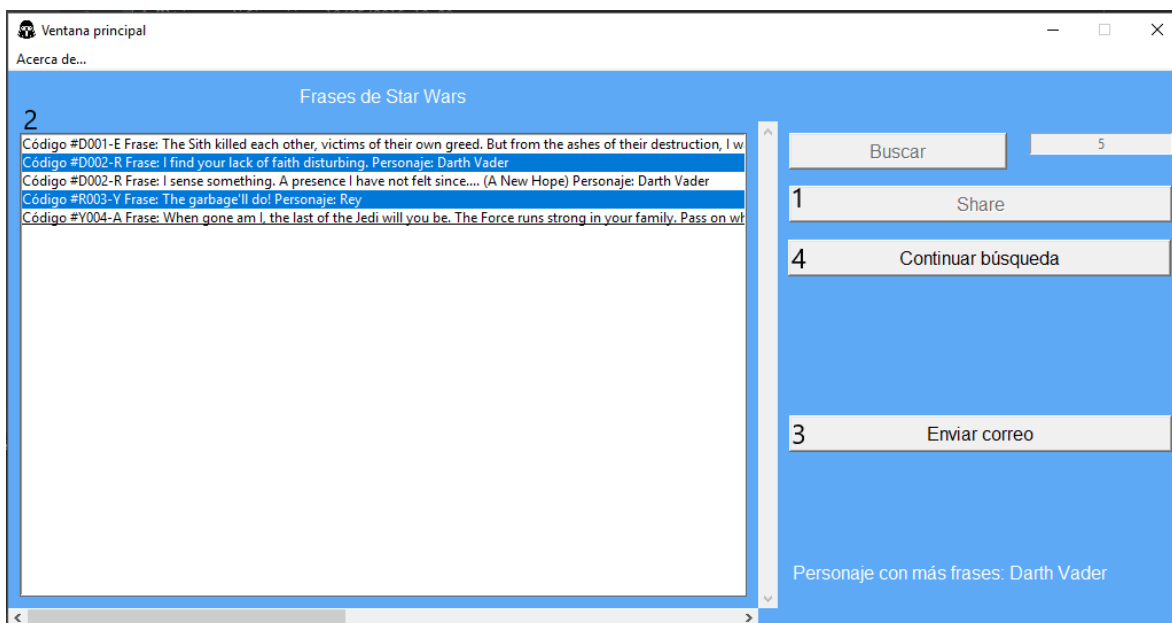 Ventana principal
Acerca de...
Frases de Star Wars
2
Código #D001-E Frase: The Sith killed each other, victims of their own greed. But from the ashes of their destruction, I w
Código #D002-R Frase: I find your lack of faith disturbing. Personaje: Darth Vader
Código #D002-R Frase: I sense something. A presence I have not felt since.... (A New Hope) Personaje: Darth Vader
Código #R003-Y Frase: The garbage'll do! Personaje: Rey
Código #Y004-A Frase: When gone am I, the last of the Jedi will you be. The Force runs strong in your family. Pass on wh
Buscar
5
1 Share
4 Continuar búsqueda
3 Enviar correo
Personaje con más frases: Darth Vader